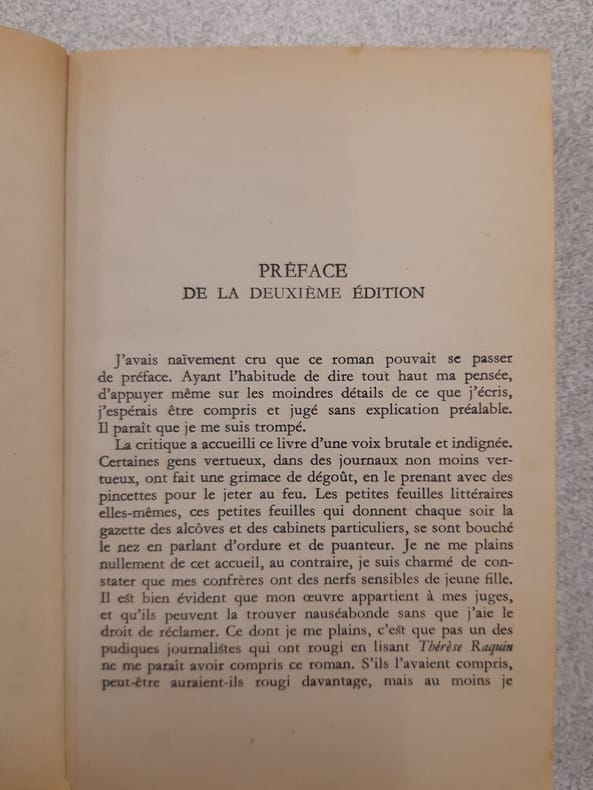 PRÉFACE
DE LA DEUXIÈME ÉDITION
J'avais naïvement cru que ce roman pouvait se passer
de préface. Ayant l'habitude de dire tout haut ma pensée,
d'appuyer même sur les moindres détails de ce que j'écris,
j'espérais être compris et jugé sans explication préalable.
Il paraît que je me suis trompé.
La critique a accueilli ce livre d'une voix brutale et indignée.
Certaines gens vertueux, dans des journaux non moins ver-
tueux, ont fait une grimace de dégoût, en le prenant avec des
pincettes pour le jeter au feu. Les petites feuilles littéraires
elles-mêmes, ces petites feuilles qui donnent chaque soir la
gazette des alcôves et des cabinets particuliers, se sont bouché
le nez en parlant d'ordure et de puanteur. Je ne me plains
nullement de cet accueil, au contraire, je suis charmé de con-
stater que mes confrères ont des nerfs sensibles de jeune fille.
Il est bien évident que mon œuvre appartient à mes juges,
et qu'ils peuvent la trouver nauséabonde sans que j'aie le
droit de réclamer. Ce dont je me plains, c'est que pas un des
pudiques journalistes qui ont rougi en lisant Thérèse Raquin
ne me paraît avoir compris ce roman. S'ils l'avaient compris,
peut-être auraient-ils rougi davantage, mais au moins je